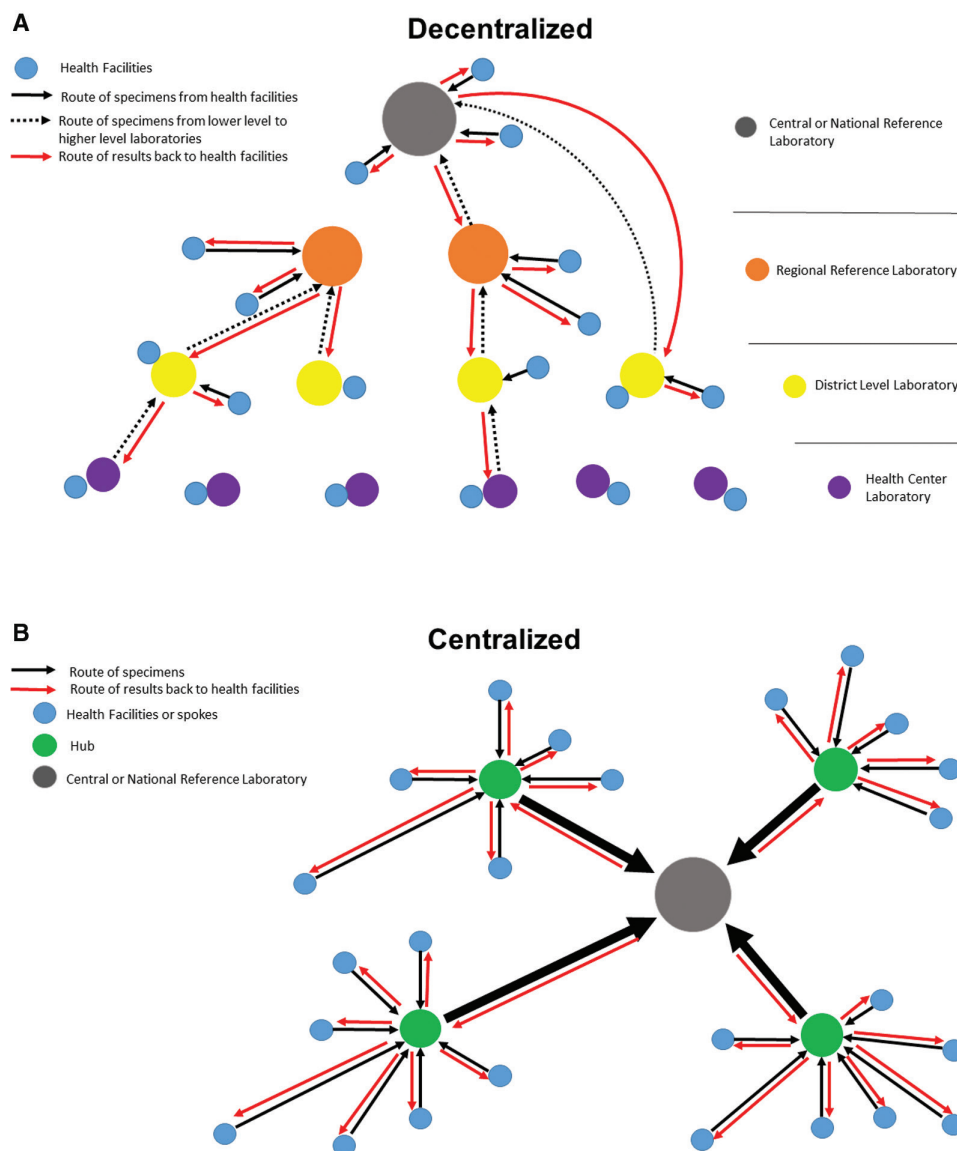 A
Decentralized
Health Facilities
Route of specimens from health facilities
Route of specimens from lower level to
higher level laboratories
Route of results back to health facilities
Central or National Reference
Laboratory
Regional Reference Laboratory
District Level Laboratory
Health Center
Laboratory
B
Centralized
Route of specimens
Route of results back to health facilities
Health Facilities or spokes
Hub
Central or National Reference Laboratory